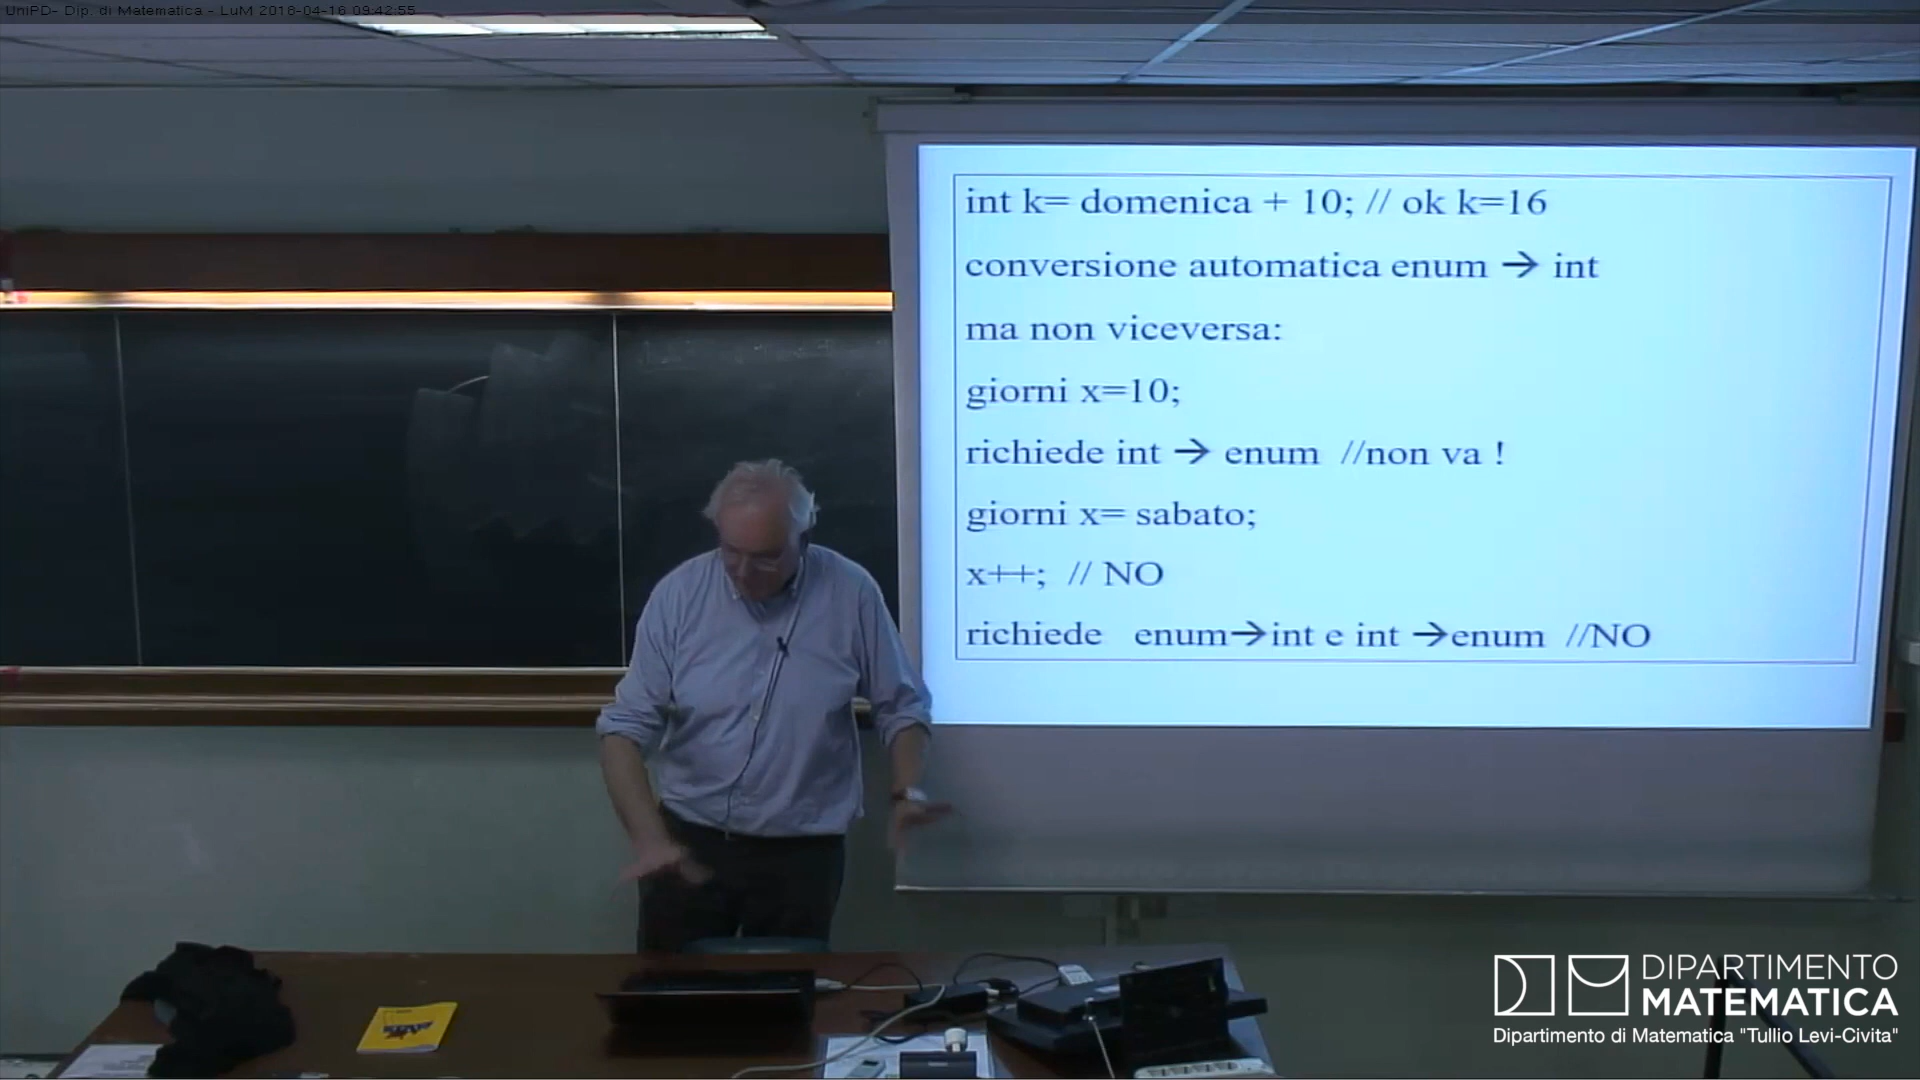 UniPD- Dip. di Matematica - LuM 2018-04-16 09:42:55
int k= domenica + 10; // ok k=16
conversione automatica enum → int
ma non viceversa:
giorni x=10;
richiede int → enum //non va !
giorni x= sabato;
x++; // NO
richiede enum→int e int →enum //NO
DIPARTIMENTO
MATEMATICA
Dipartimento di Matematica "Tullio Levi-Civita"